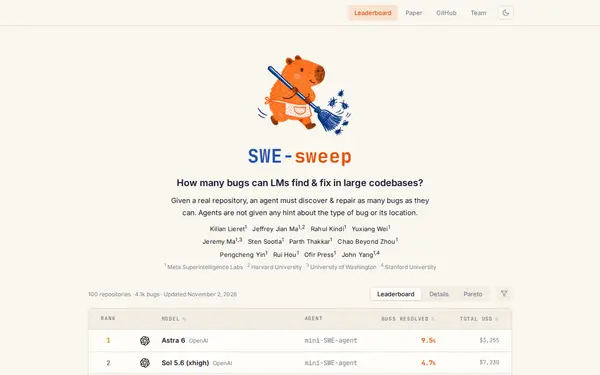 Leaderboard Paper GitHub Team
SWE-sweep
How many bugs can LMs find & fix in large codebases?
Given a real repository, an agent must discover & repair as many bugs as they
can. Agents are not given any hint about the type of bug or its location.
Kilian Lieret¹ Jeffrey Jian Ma¹,² Rahul Kindi¹ Yuxiang Wei¹
Jeremy Ma¹,³ Sten Sootla¹ Parth Thakkar¹ Chao Beyond Zhou¹
Pengcheng Yin¹ Rui Hou¹ Ofir Press¹ John Yang¹,⁴
¹ Meta Superintelligence Labs ² Harvard University ³ University of Washington ⁴ Stanford University
100 repositories · 4.1k bugs · Updated November 2, 2026 Leaderboard Details Pareto
RANK MODEL AGENT BUGS RESOLVED TOTAL USD
1 Astra 6 OpenAI mini-SWE-agent 9.5% $3,255
2 Sol 5.6 (xhigh) OpenAI mini-SWE-agent 4.7% $7,230